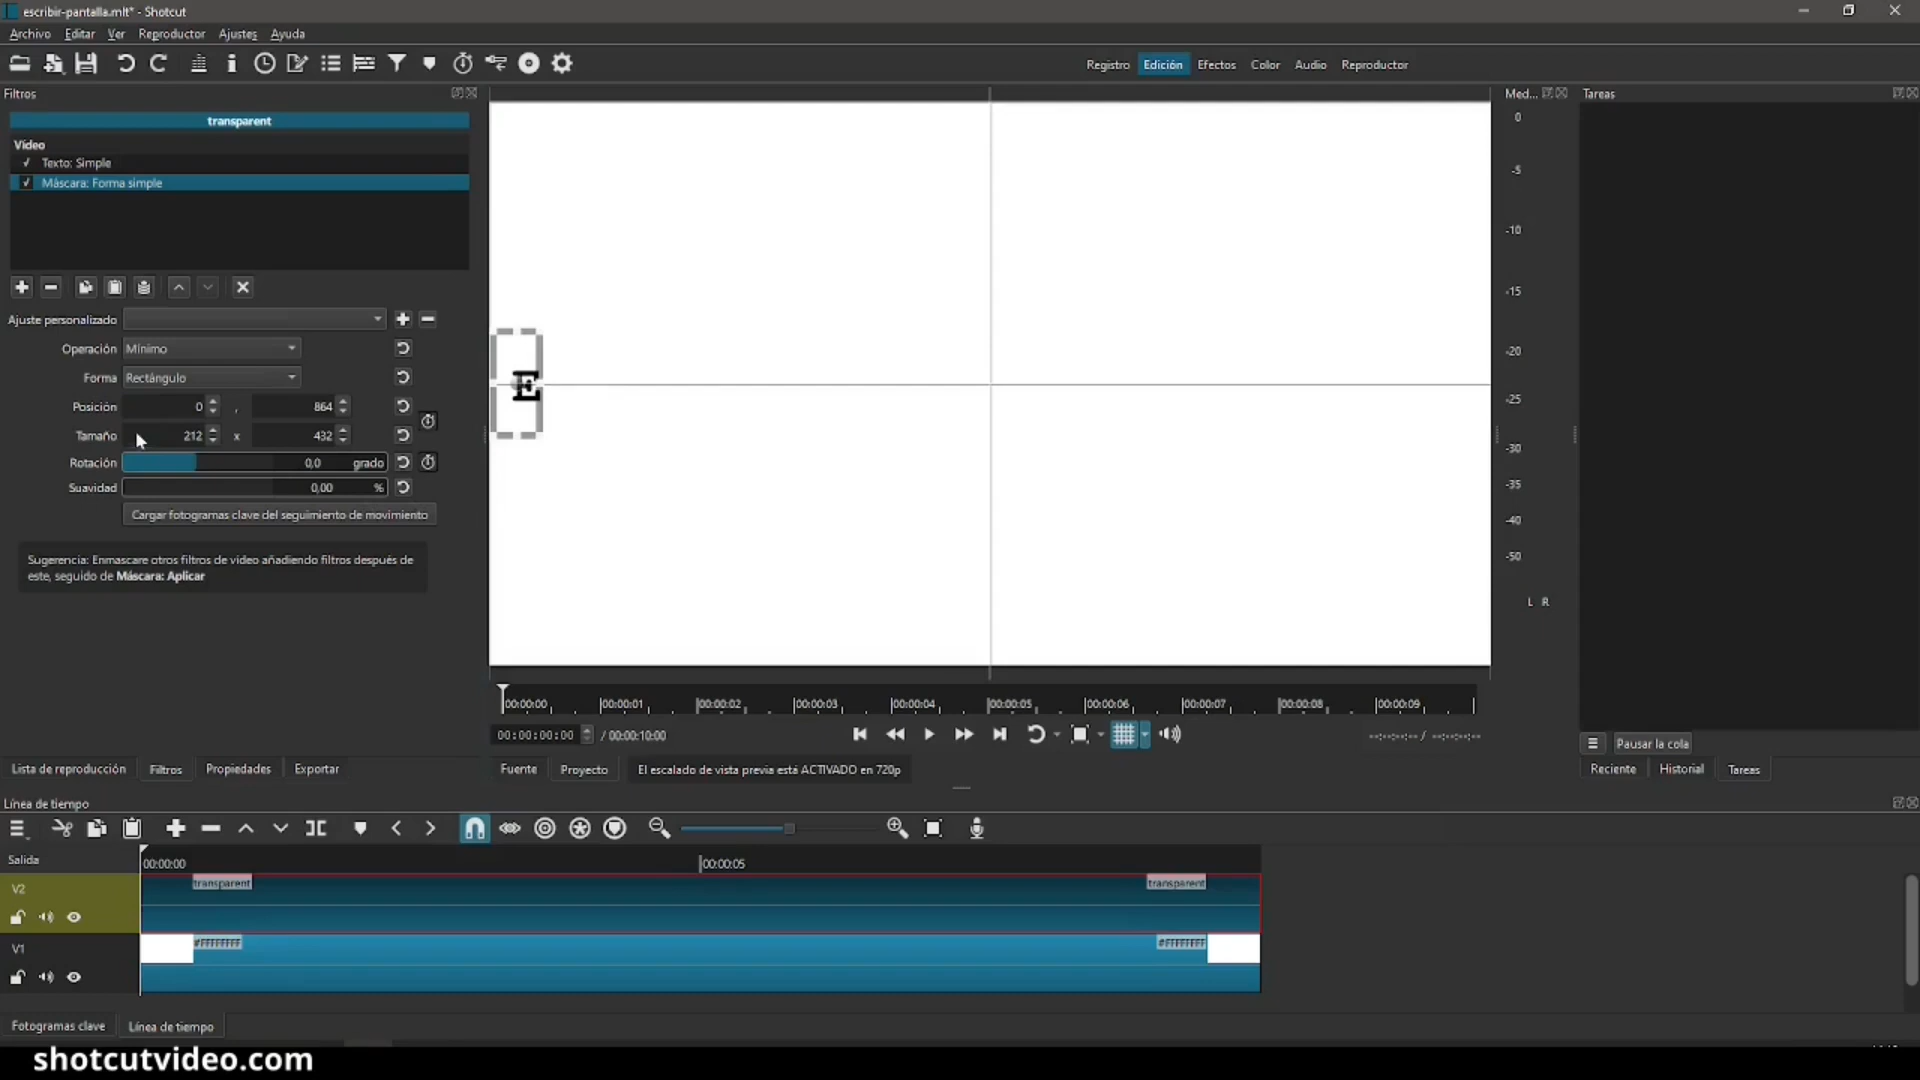 escribir-pantalla.mlt* - Shotcut
Archivo Editar Ver Reproductor Ajustes Ayuda
Registro Edición Efectos Color Audio Reproductor
Filtros
Med...
Tareas
transparent
Vídeo
Texto: Simple
Máscara: Forma simple
Ajuste personalizado
Operación Mínimo
Forma Rectángulo
Posición 0 , 864
Tamaño 212 x 432
Rotación 0,0 grado
Suavidad 0,00 %
Cargar fotogramas clave del seguimiento de movimiento
Sugerencia: Enmascare otros filtros de vídeo añadiendo filtros después de
este, seguido de Máscara: Aplicar
E
0
-5
-10
-15
-20
-25
-30
-35
-40
-50
L R
00:00:00 00:00:01 00:00:02 00:00:03 00:00:04 00:00:05 00:00:06 00:00:07 00:00:08 00:00:09
00:00:00:00 / 00:00:10:00 --:--:--:-- / --:--:--:--
Pausar la cola
Lista de reproducción Filtros Propiedades Exportar
Fuente Proyecto El escalado de vista previa está ACTIVADO en 720p
Reciente Historial Tareas
Línea de tiempo
Salida
00:00:00 00:00:05
V2
transparent transparent
V1
#FFFFFFFF #FFFFFFFF
Fotogramas clave Línea de tiempo
shotcutvideo.com